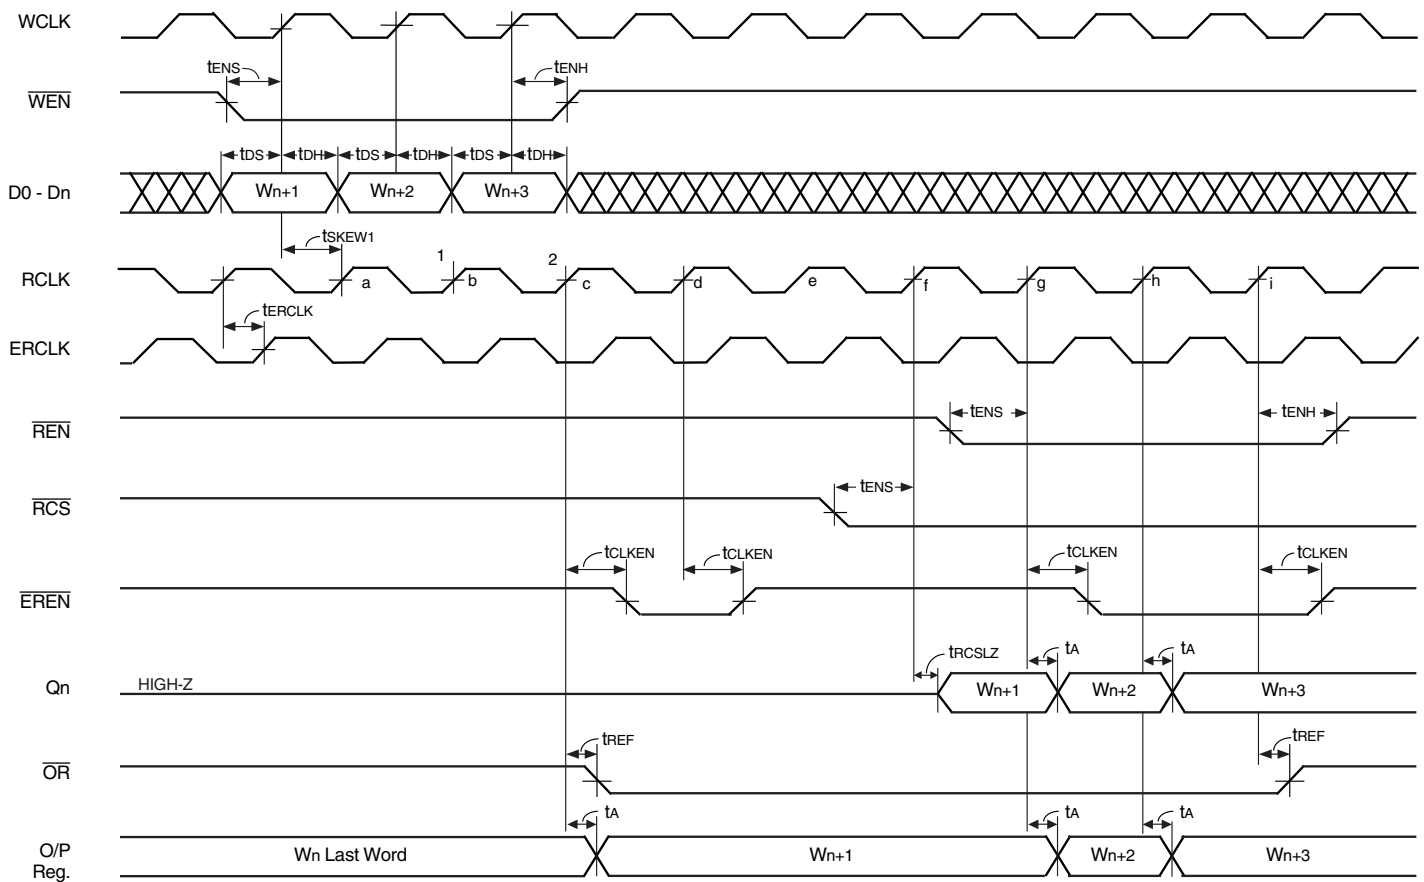 WCLK
tENS
tENH
WEN
tDS tDH tDS tDH tDS tDH
D0 - Dn
Wn+1 Wn+2 Wn+3
tSKEW1
1 2
RCLK
a b c d e f g h i
tERCLK
ERCLK
REN
tENS
tENH
RCS
tENS
tCLKEN tCLKEN tCLKEN tCLKEN
EREN
tRCSLZ tA tA
Qn
HIGH-Z
Wn+1 Wn+2 Wn+3
tREF
tREF
OR
tA tA tA
O/P
Reg.
Wn Last Word Wn+1 Wn+2 Wn+3